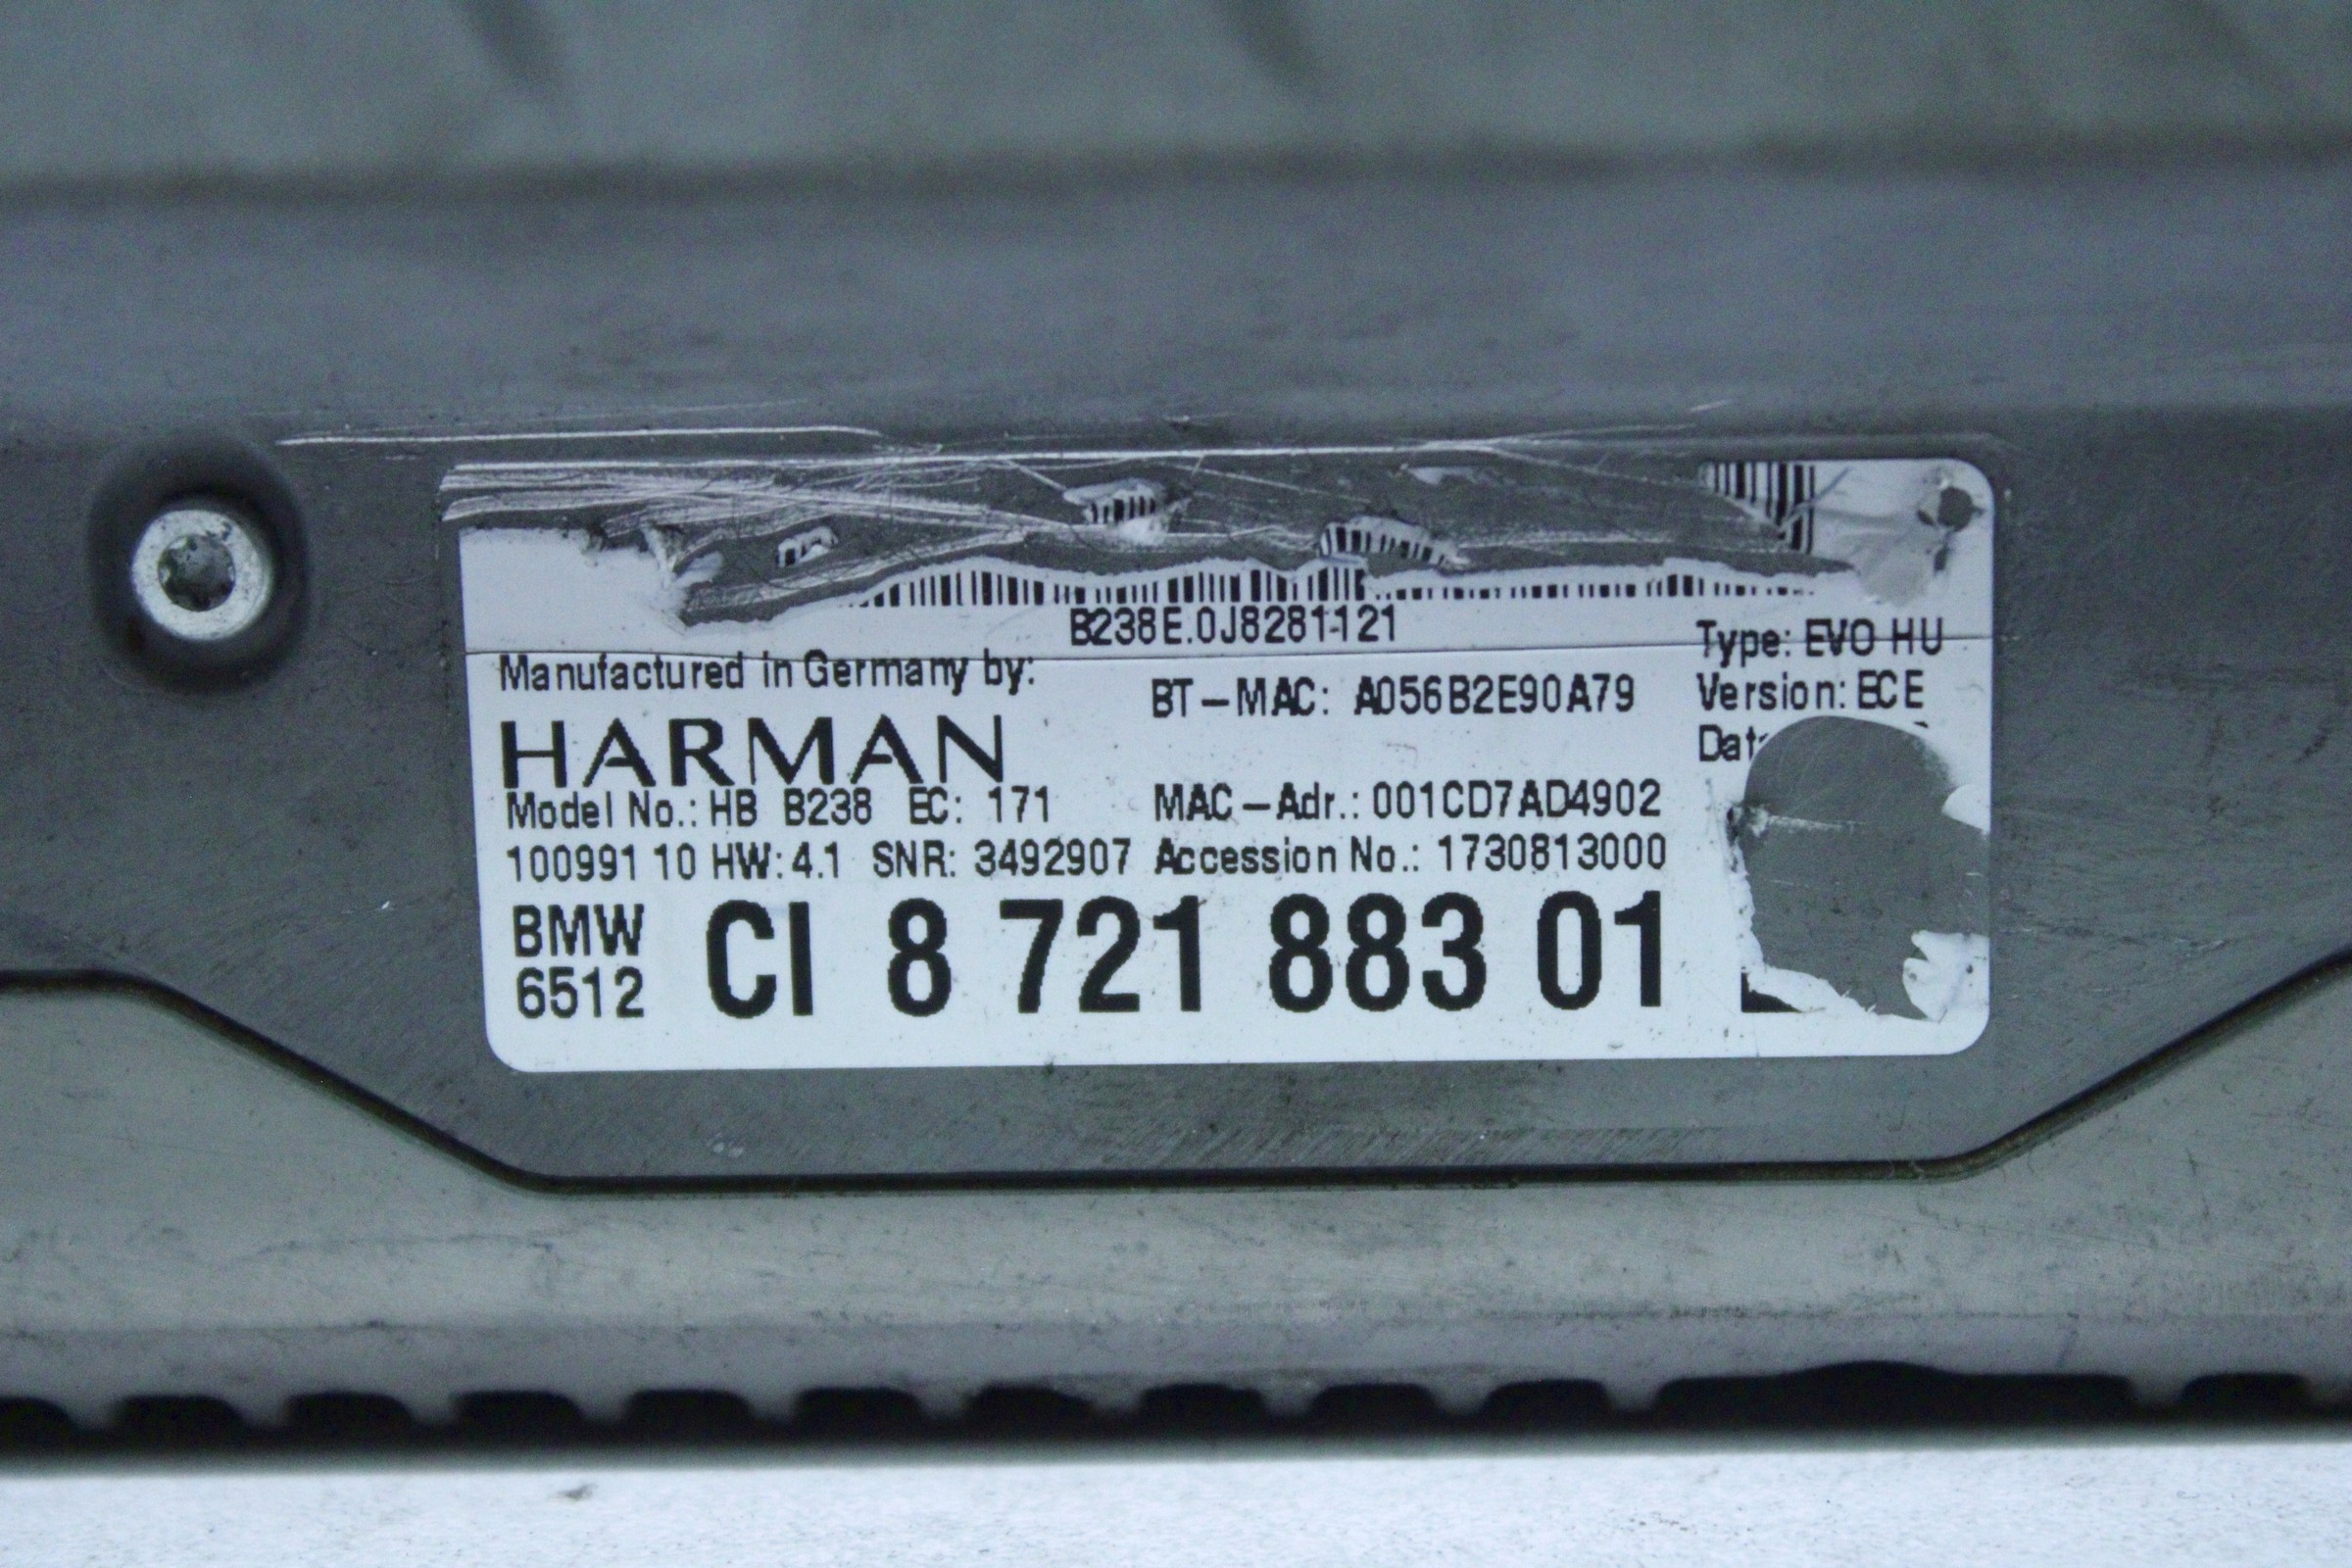 B238E.0J8281121
Type: EVO HU
Manufactured in Germany by:
BT-MAC: A056B2E90A79
Version: ECE
HARMAN
Model No.: HB B238 EC: 171
MAC-Adr.: 001CD7AD4902
100991 10 HW: 4.1 SNR: 3492907
Accession No.: 1730813000
BMW
6512
CI 8 721 883 01